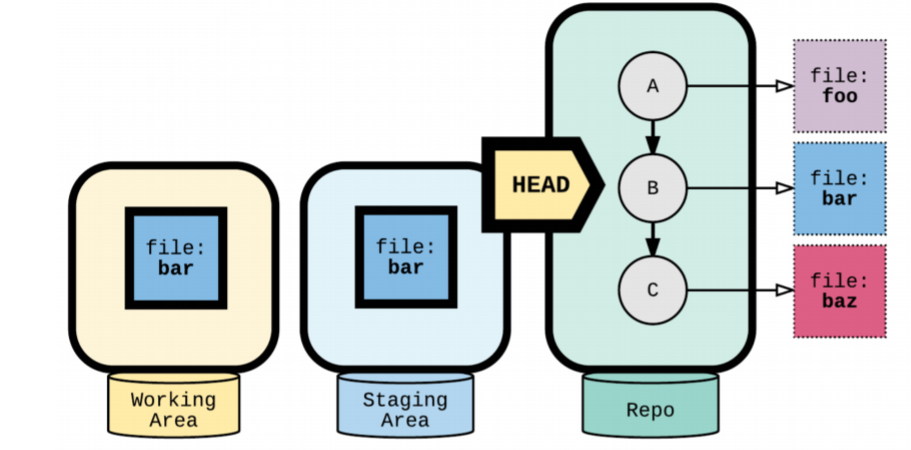 A
file:
foo
HEAD
B
file:
bar
file:
bar
file:
bar
C
file:
baz
Working
Area
Staging
Area
Repo